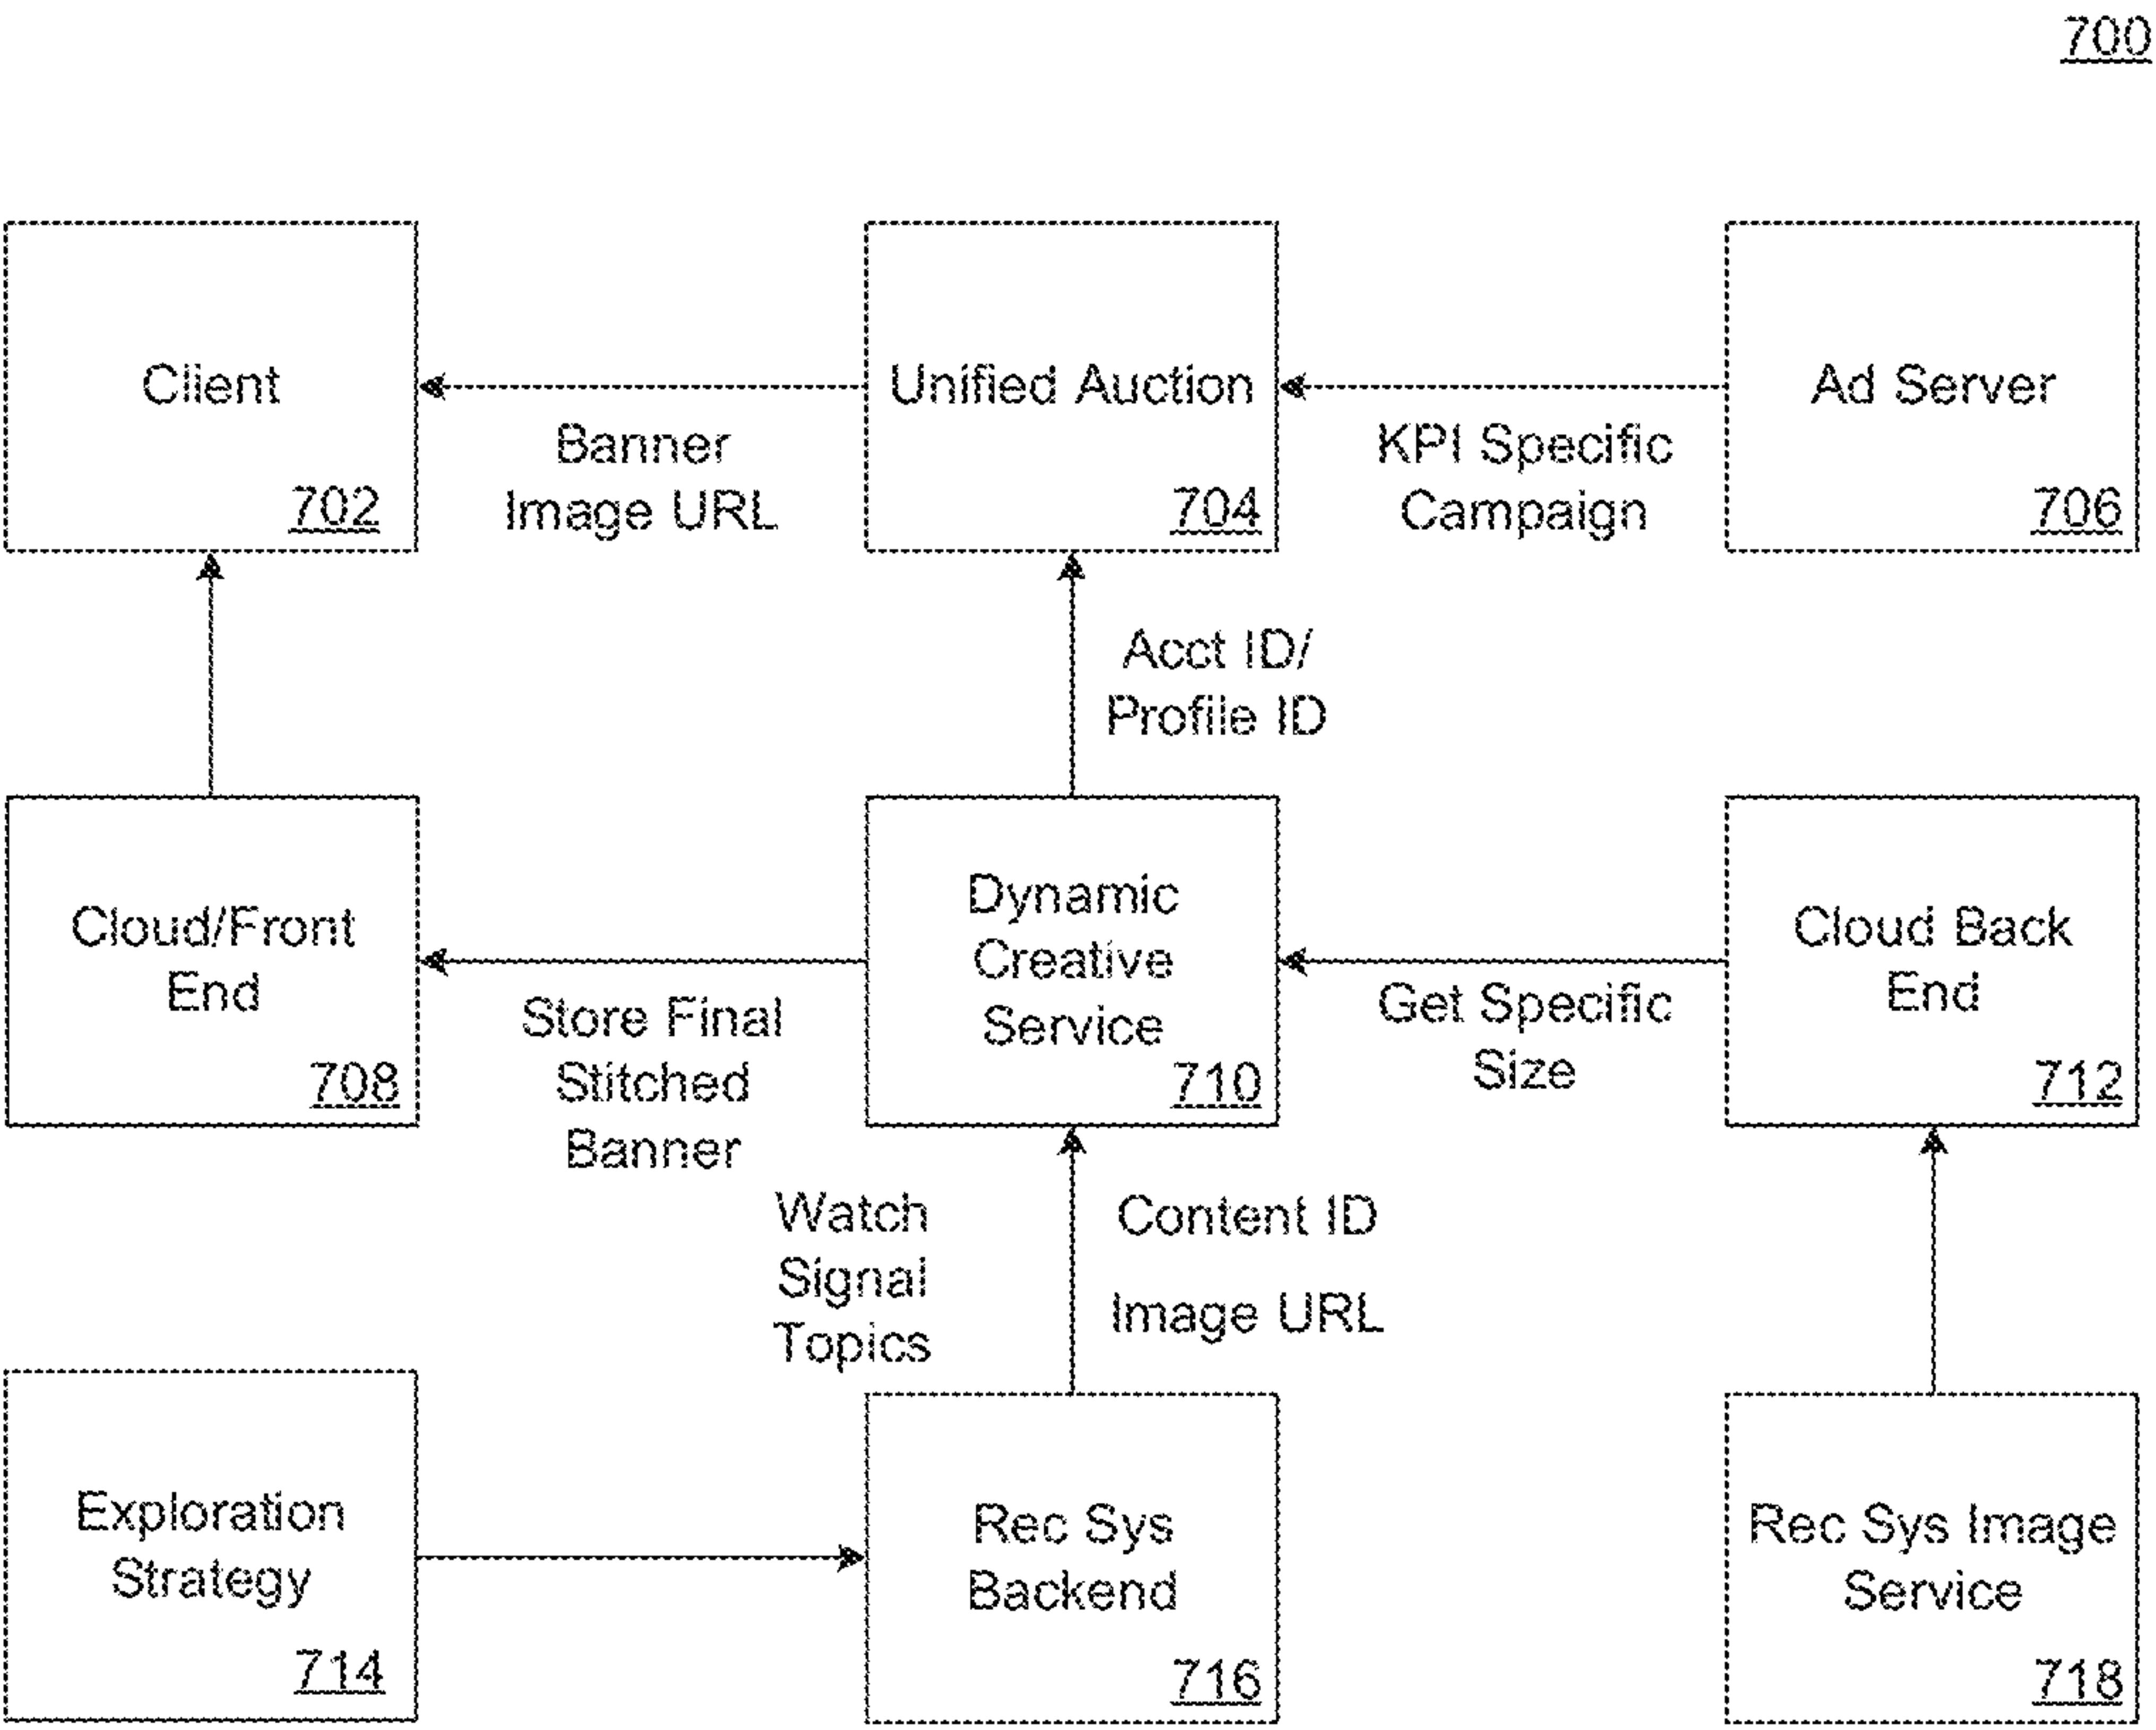 700
Client
702
Banner
Image URL
Unified Auction
704
KPI Specific
Campaign
Ad Server
706
Acct ID/
Profile ID
Cloud/Front
End
708
Store Final
Stitched
Banner
Dynamic
Creative
Service
710
Get Specific
Size
Cloud Back
End
712
Watch
Signal
Topics
Content ID
Image URL
Exploration
Strategy
714
Rec Sys
Backend
716
Rec Sys Image
Service
718